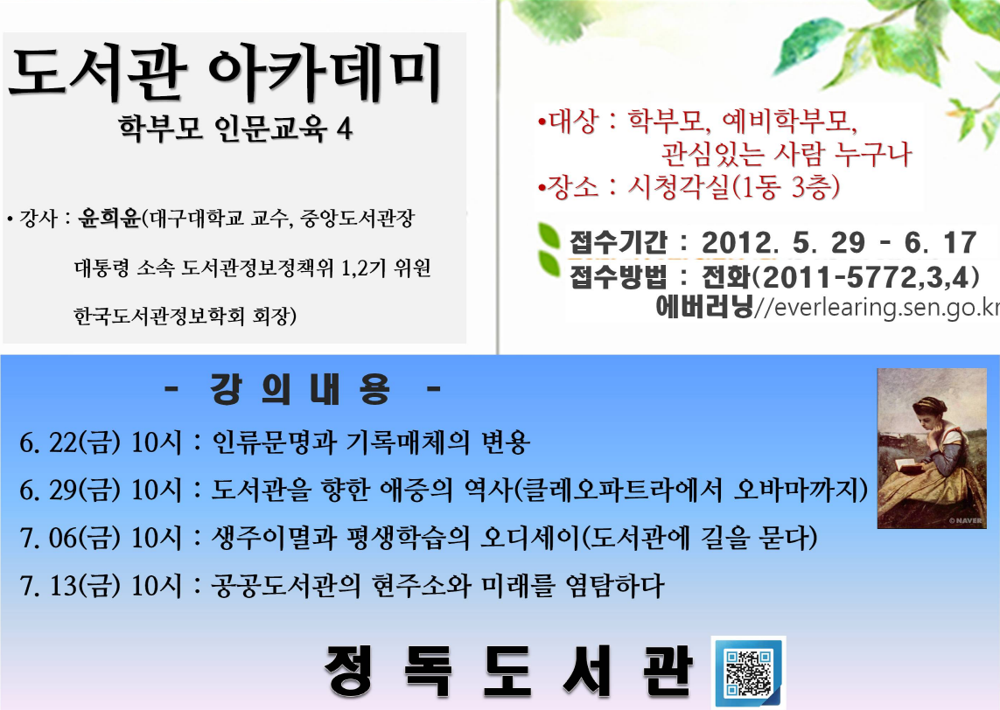 도서관 아카데미
학부모 인문교육 4
• 강사 : 윤희윤(대구대학교 교수, 중앙도서관장
대통령 소속 도서관정보정책위 1,2기 위원
한국도서관정보학회 회장)
•대상 : 학부모, 예비학부모,
관심있는 사람 누구나
•장소 : 시청각실(1동 3층)
접수기간 : 2012. 5. 29 - 6. 17
접수방법 : 전화(2011-5772,3,4)
에버러닝//everlearing.sen.go.kr
- 강 의 내 용 -
6. 22(금) 10시 : 인류문명과 기록매체의 변용
6. 29(금) 10시 : 도서관을 향한 애증의 역사(클레오파트라에서 오바마까지)
7. 06(금) 10시 : 생주이멸과 평생학습의 오디세이(도서관에 길을 묻다)
7. 13(금) 10시 : 공공도서관의 현주소와 미래를 염탐하다
© NAVER
정 독 도 서 관